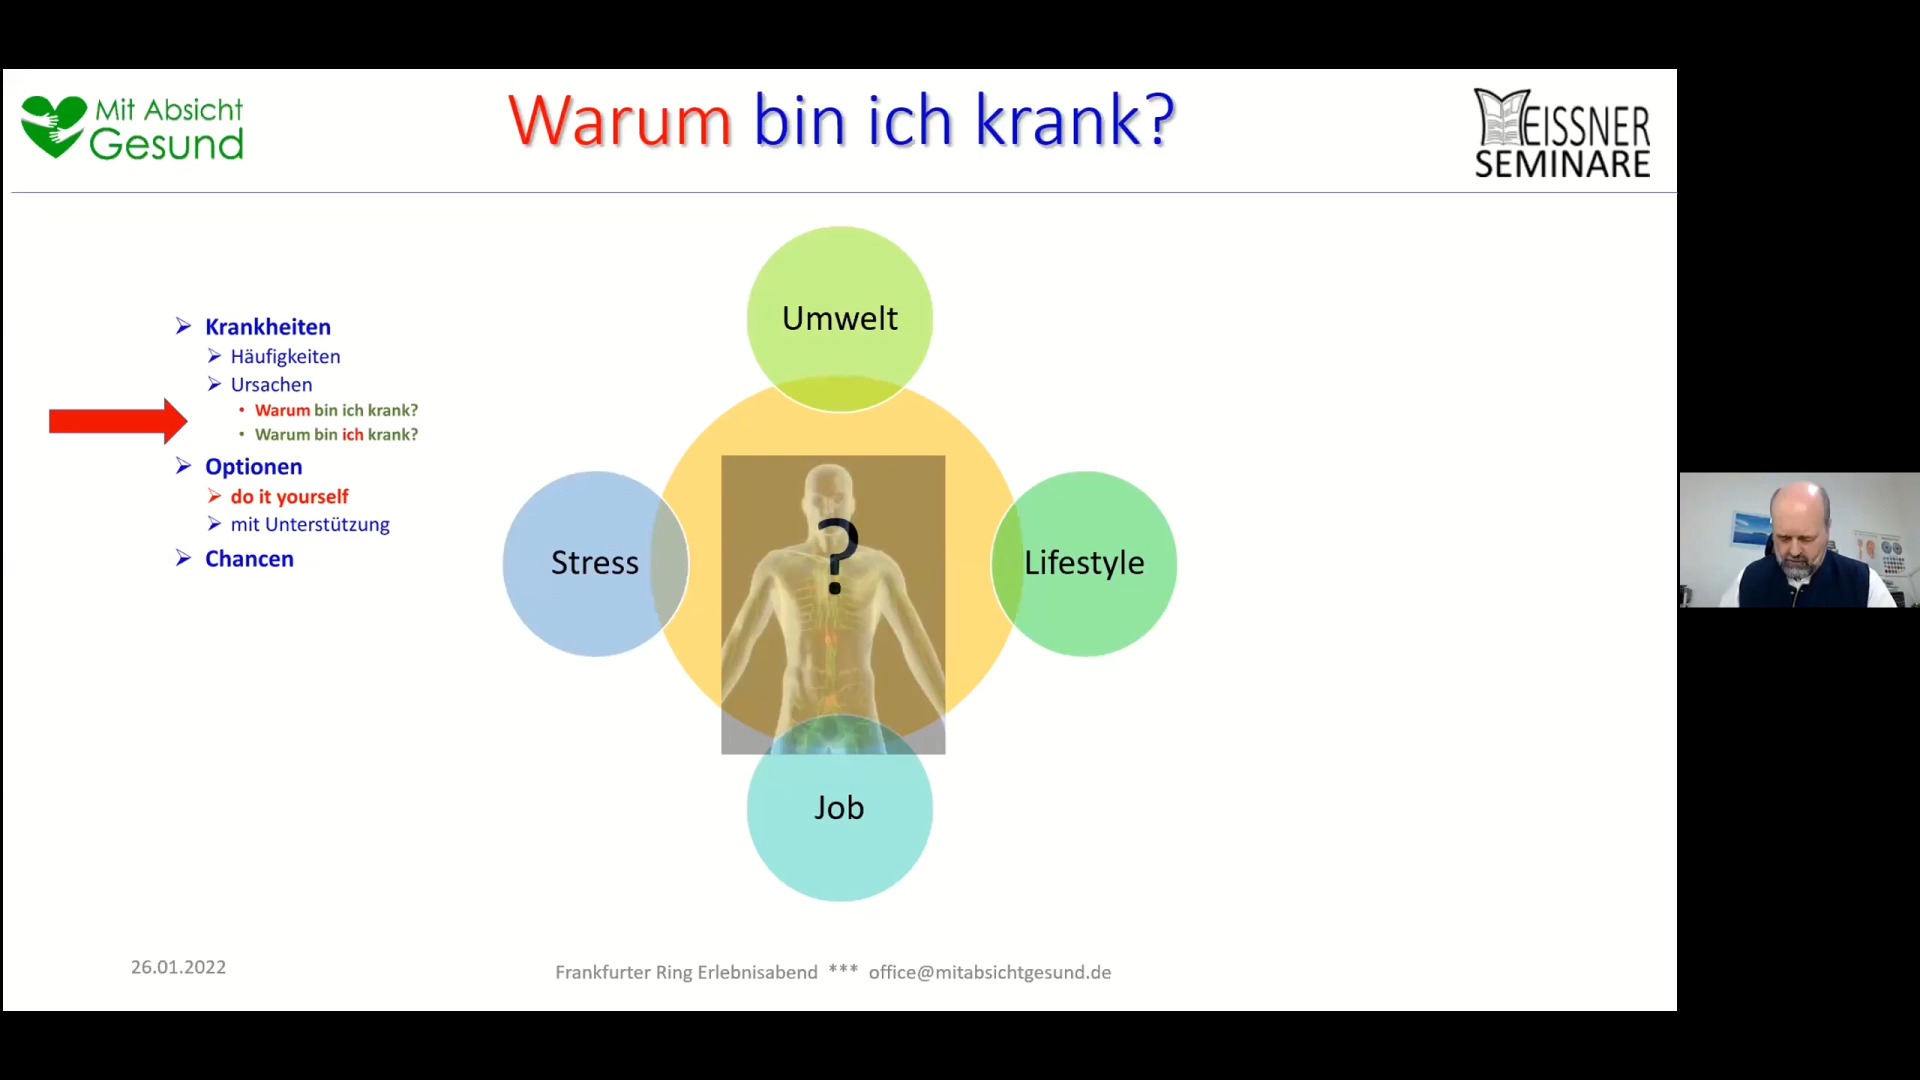 Mit Absicht
Gesund
Warum bin ich krank?
MEISSNER
SEMINARE
Krankheiten
Häufigkeiten
Ursachen
Warum bin ich krank?
Warum bin ich krank?
Optionen
do it yourself
mit Unterstützung
Chancen
Umwelt
Stress
?
Lifestyle
Job
26.01.2022
Frankfurter Ring Erlebnisabend *** office@mitabsichtgesund.de